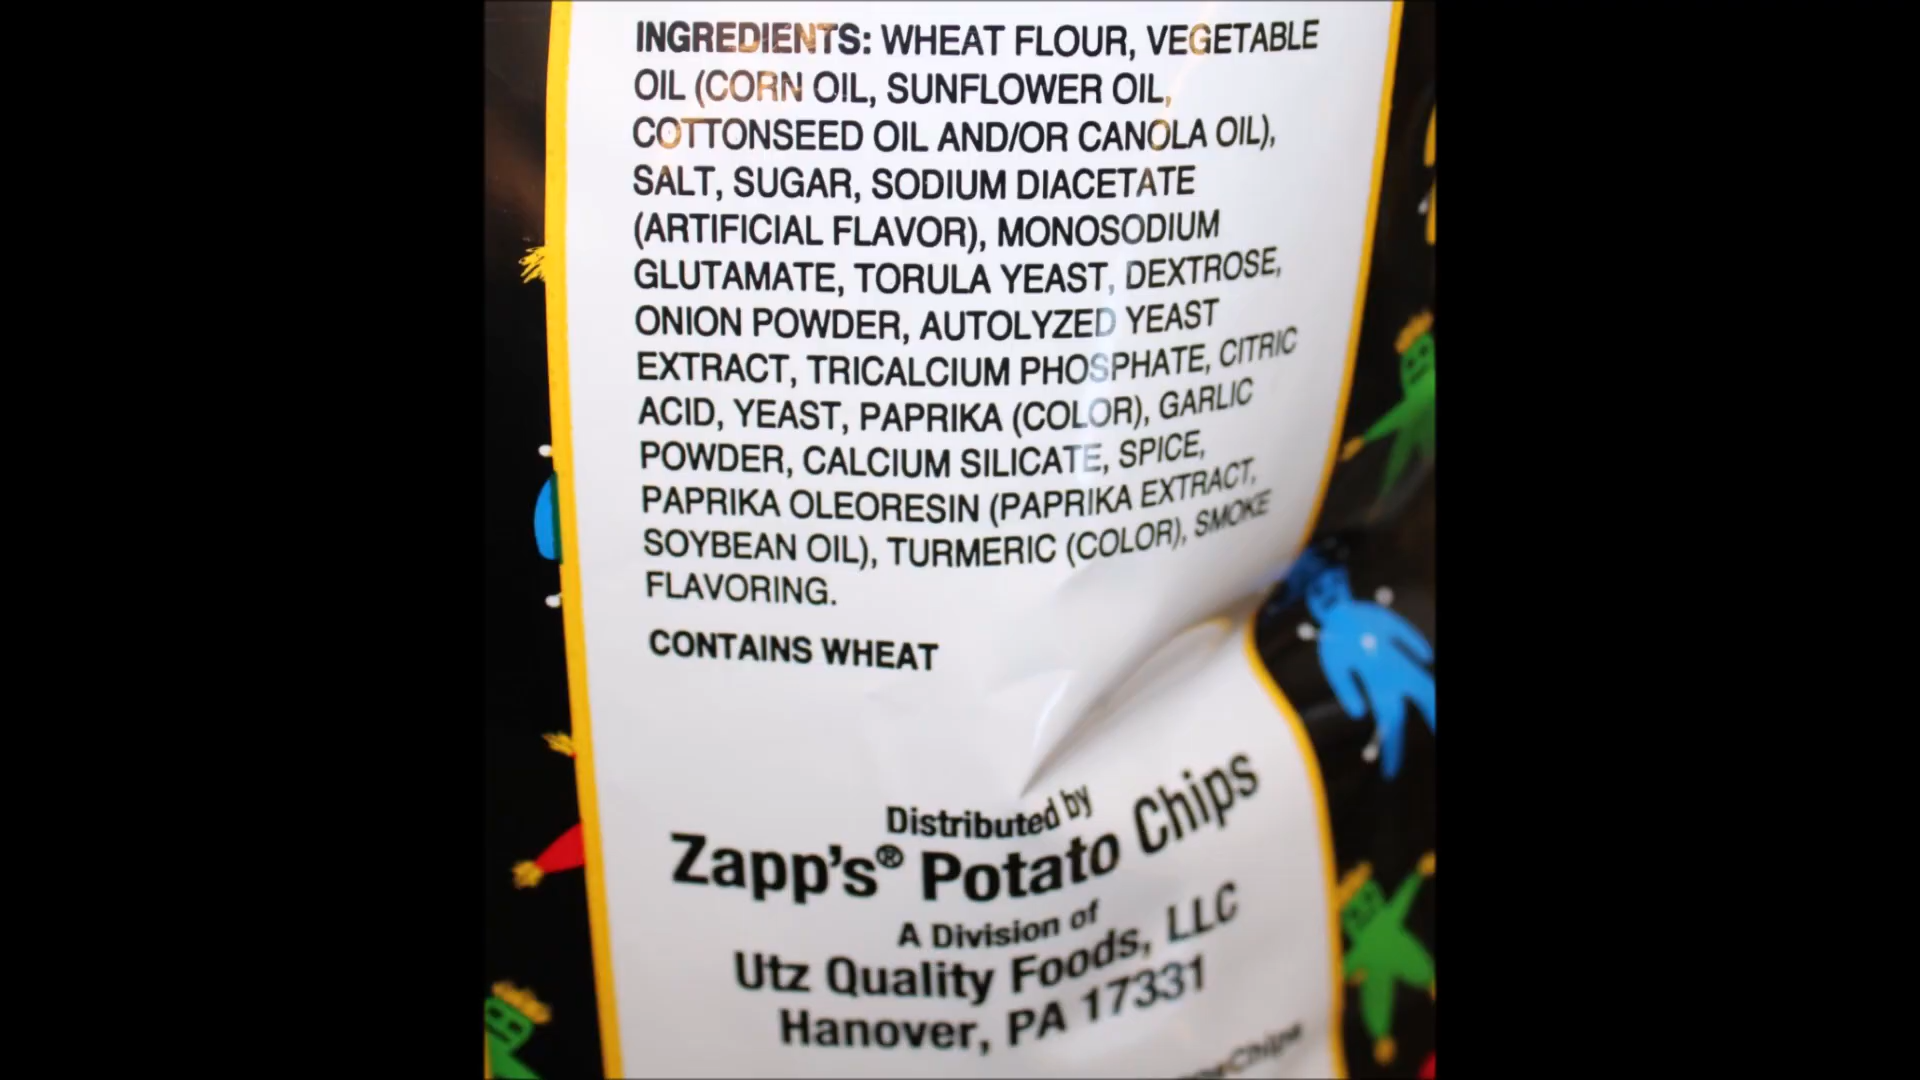 INGREDIENTS: WHEAT FLOUR, VEGETABLE
OIL (CORN OIL, SUNFLOWER OIL,
COTTONSEED OIL AND/OR CANOLA OIL),
SALT, SUGAR, SODIUM DIACETATE
(ARTIFICIAL FLAVOR), MONOSODIUM
GLUTAMATE, TORULA YEAST, DEXTROSE,
ONION POWDER, AUTOLYZED YEAST
EXTRACT, TRICALCIUM PHOSPHATE, CITRIC
ACID, YEAST, PAPRIKA (COLOR), GARLIC
POWDER, CALCIUM SILICATE, SPICE,
PAPRIKA OLEORESIN (PAPRIKA EXTRACT,
SOYBEAN OIL), TURMERIC (COLOR), SMOKE
FLAVORING.
CONTAINS WHEAT
Distributed by
Zapp's® Potato Chips
A Division of
Utz Quality Foods, LLC
Hanover, PA 17331